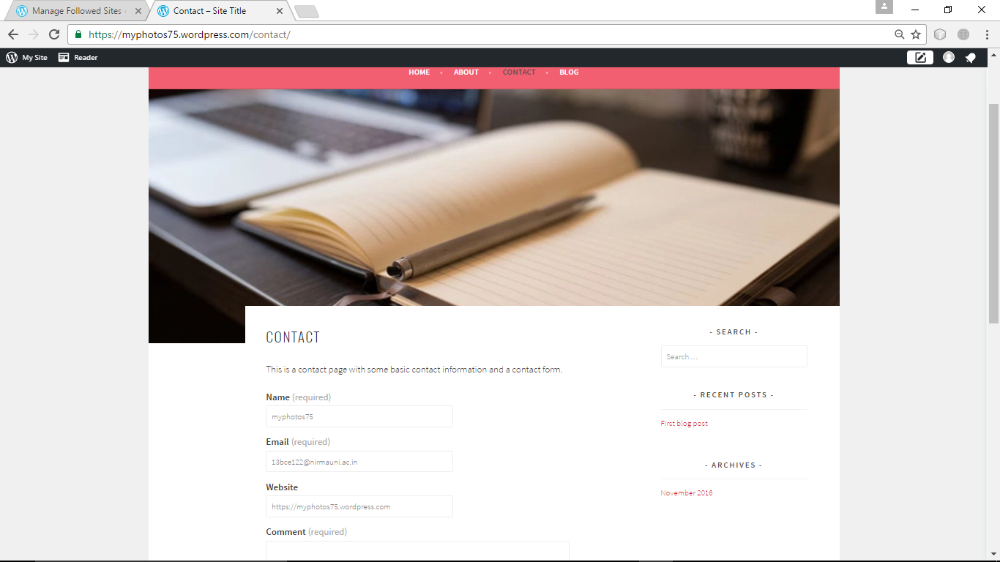 Manage Followed Sites
Contact – Site Title
https://myphotos75.wordpress.com/contact/
My Site
Reader
HOME
ABOUT
CONTACT
BLOG
CONTACT
This is a contact page with some basic contact information and a contact form.
Name (required)
myphotos75
Email (required)
13bce122@nirmauni.ac.in
Website
https://myphotos75.wordpress.com
Comment (required)
- SEARCH -
Search …
- RECENT POSTS -
First blog post
- ARCHIVES -
November 2016